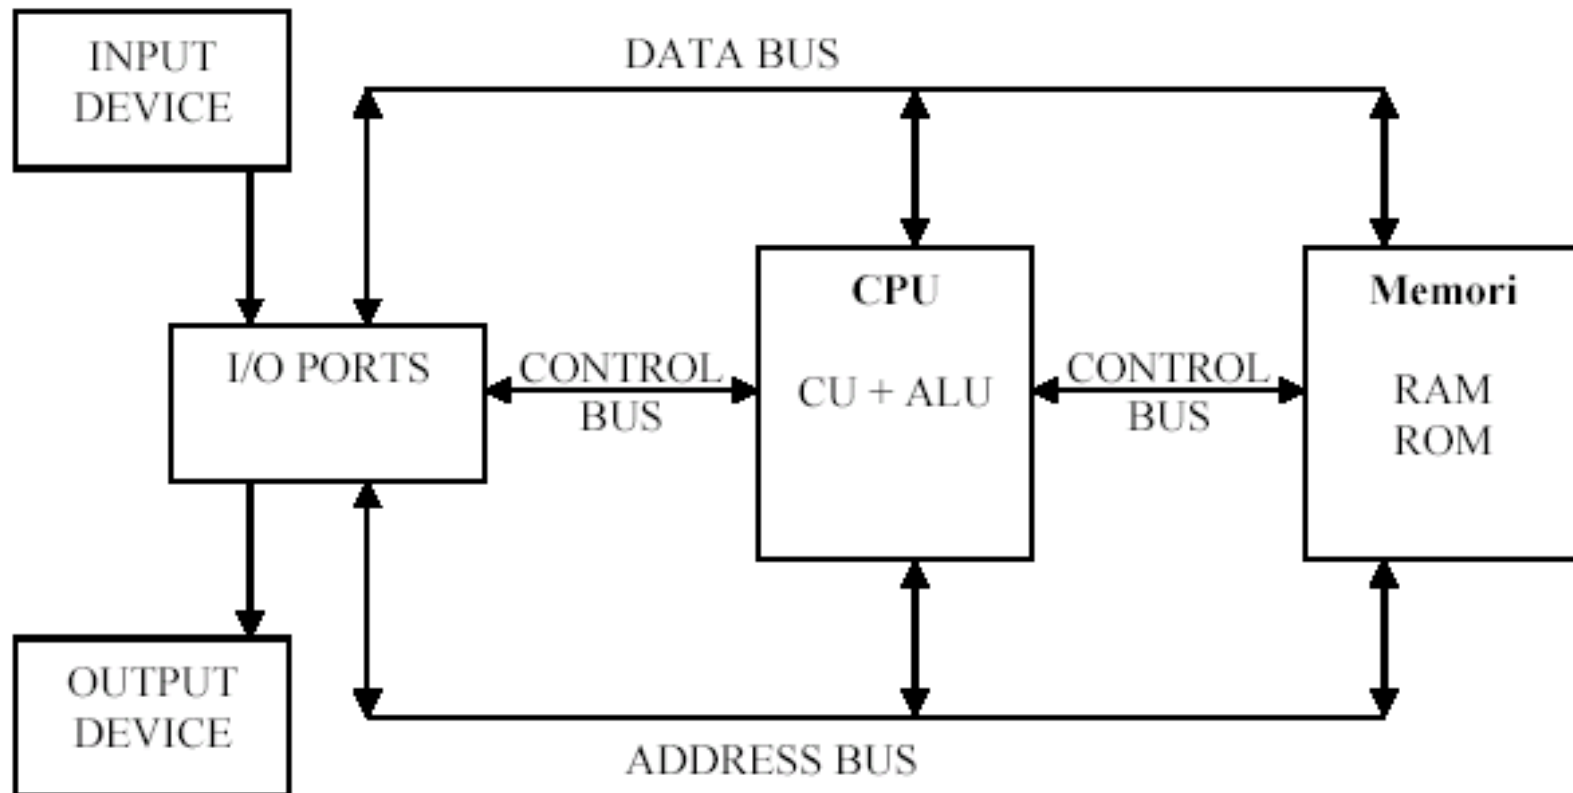 INPUT
DEVICE
DATA BUS
CPU
CU + ALU
Memori
RAM
ROM
I/O PORTS
CONTROL
BUS
CONTROL
BUS
OUTPUT
DEVICE
ADDRESS BUS